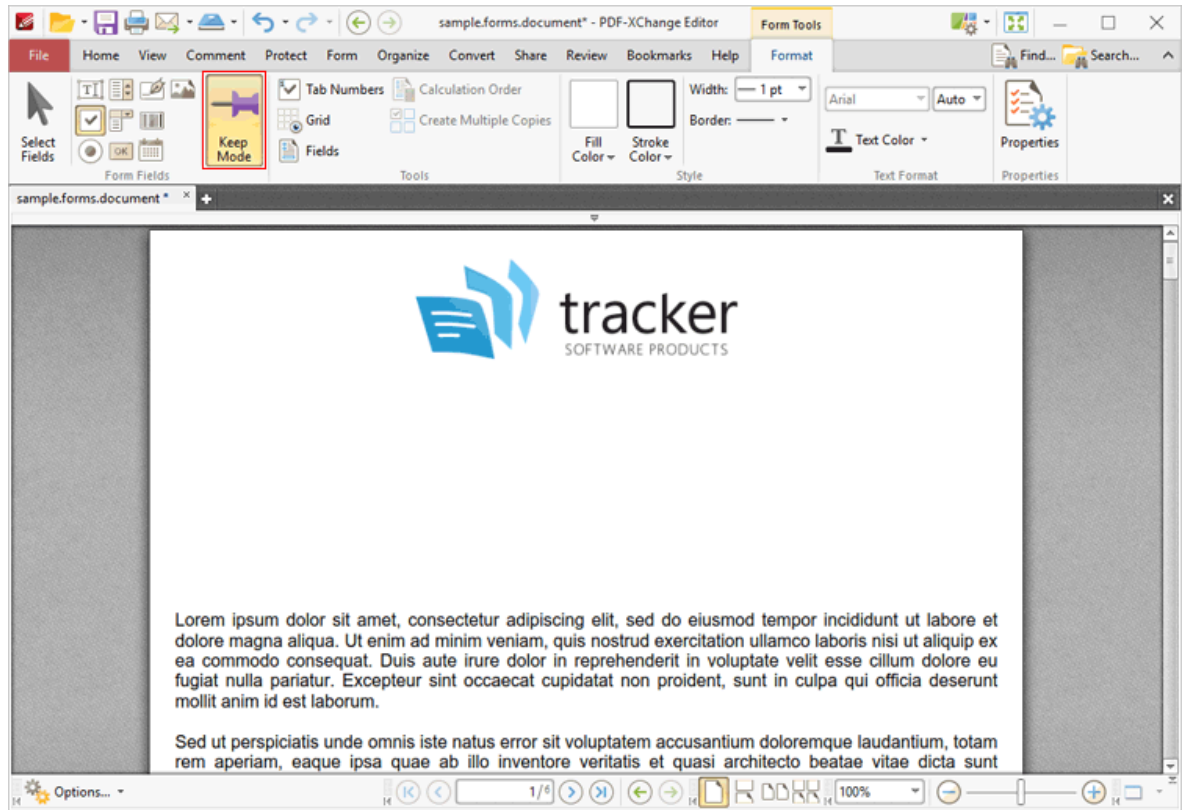 sample.forms.document* - PDF-XChange Editor
Form Tools
File Home View Comment Protect Form Organize Convert Share Review Bookmarks Help Format Find... Search...
Select Fields
T
OK
Form Fields
Keep Mode
Tab Numbers
Grid
Fields
Calculation Order
Create Multiple Copies
Tools
Fill Color
Stroke Color
Width: 1 pt
Border:
Style
Arial Auto
T Text Color
Text Format
Properties
Properties
sample.forms.document *
tracker
SOFTWARE PRODUCTS
Lorem ipsum dolor sit amet, consectetur adipiscing elit, sed do eiusmod tempor incididunt ut labore et
dolore magna aliqua. Ut enim ad minim veniam, quis nostrud exercitation ullamco laboris nisi ut aliquip ex
ea commodo consequat. Duis aute irure dolor in reprehenderit in voluptate velit esse cillum dolore eu
fugiat nulla pariatur. Excepteur sint occaecat cupidatat non proident, sunt in culpa qui officia deserunt
mollit anim id est laborum.
Sed ut perspiciatis unde omnis iste natus error sit voluptatem accusantium doloremque laudantium, totam
rem aperiam, eaque ipsa quae ab illo inventore veritatis et quasi architecto beatae vitae dicta sunt
Options... 1/6 100%